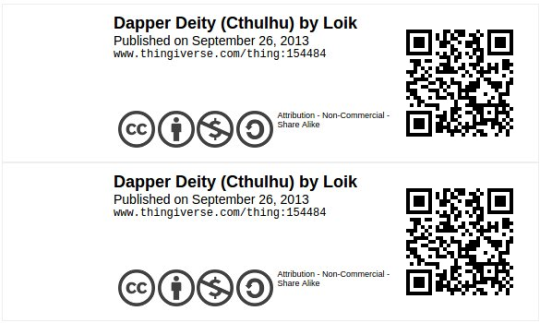 Dapper Deity (Cthulhu) by Loik
Published on September 26, 2013
www.thingiverse.com/thing:154484
cc
Attribution - Non-Commercial -
Share Alike
Dapper Deity (Cthulhu) by Loik
Published on September 26, 2013
www.thingiverse.com/thing:154484
cc
Attribution - Non-Commercial -
Share Alike